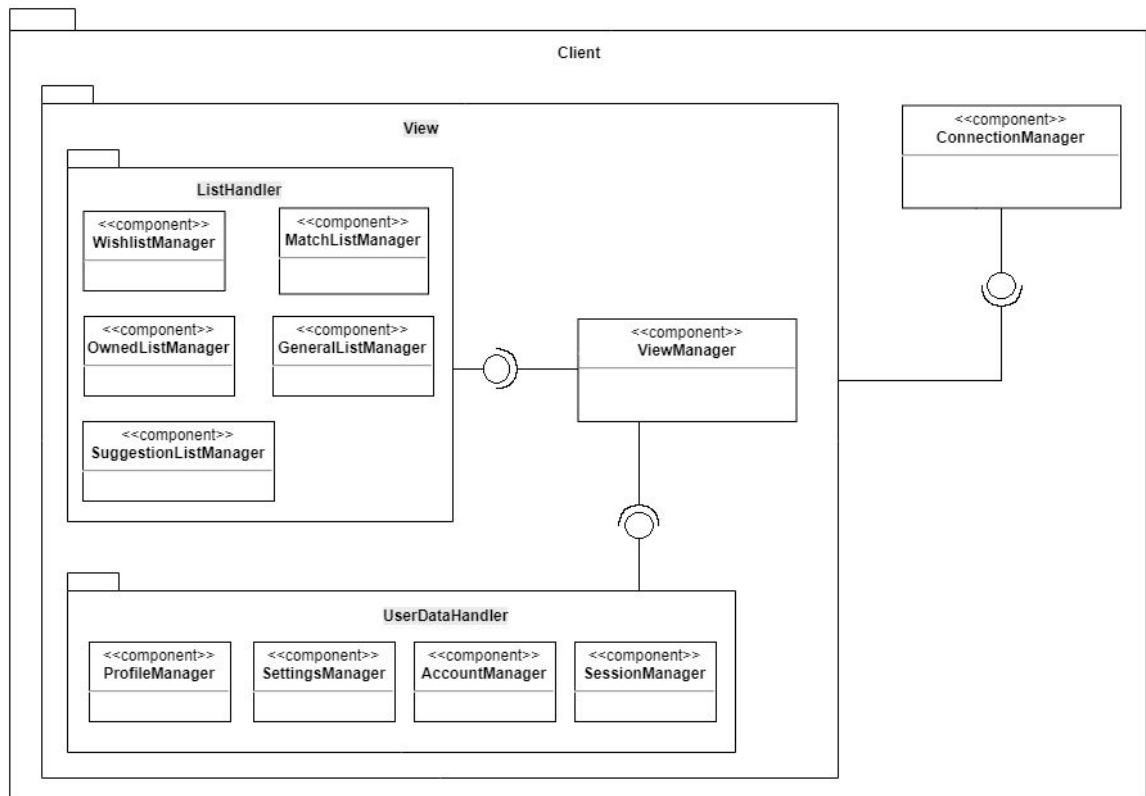 Client
View
<<component>>
ConnectionManager
ListHandler
<<component>>
WishlistManager
<<component>>
MatchListManager
<<component>>
OwnedListManager
<<component>>
GeneralListManager
<<component>>
ViewManager
<<component>>
SuggestionListManager
UserDataHandler
<<component>>
ProfileManager
<<component>>
SettingsManager
<<component>>
AccountManager
<<component>>
SessionManager